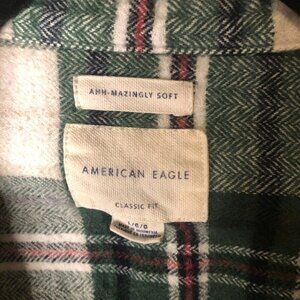 AHH-MAZINGLY SOFT
AMERICAN EAGLE
CLASSIC FIT
L/G/G